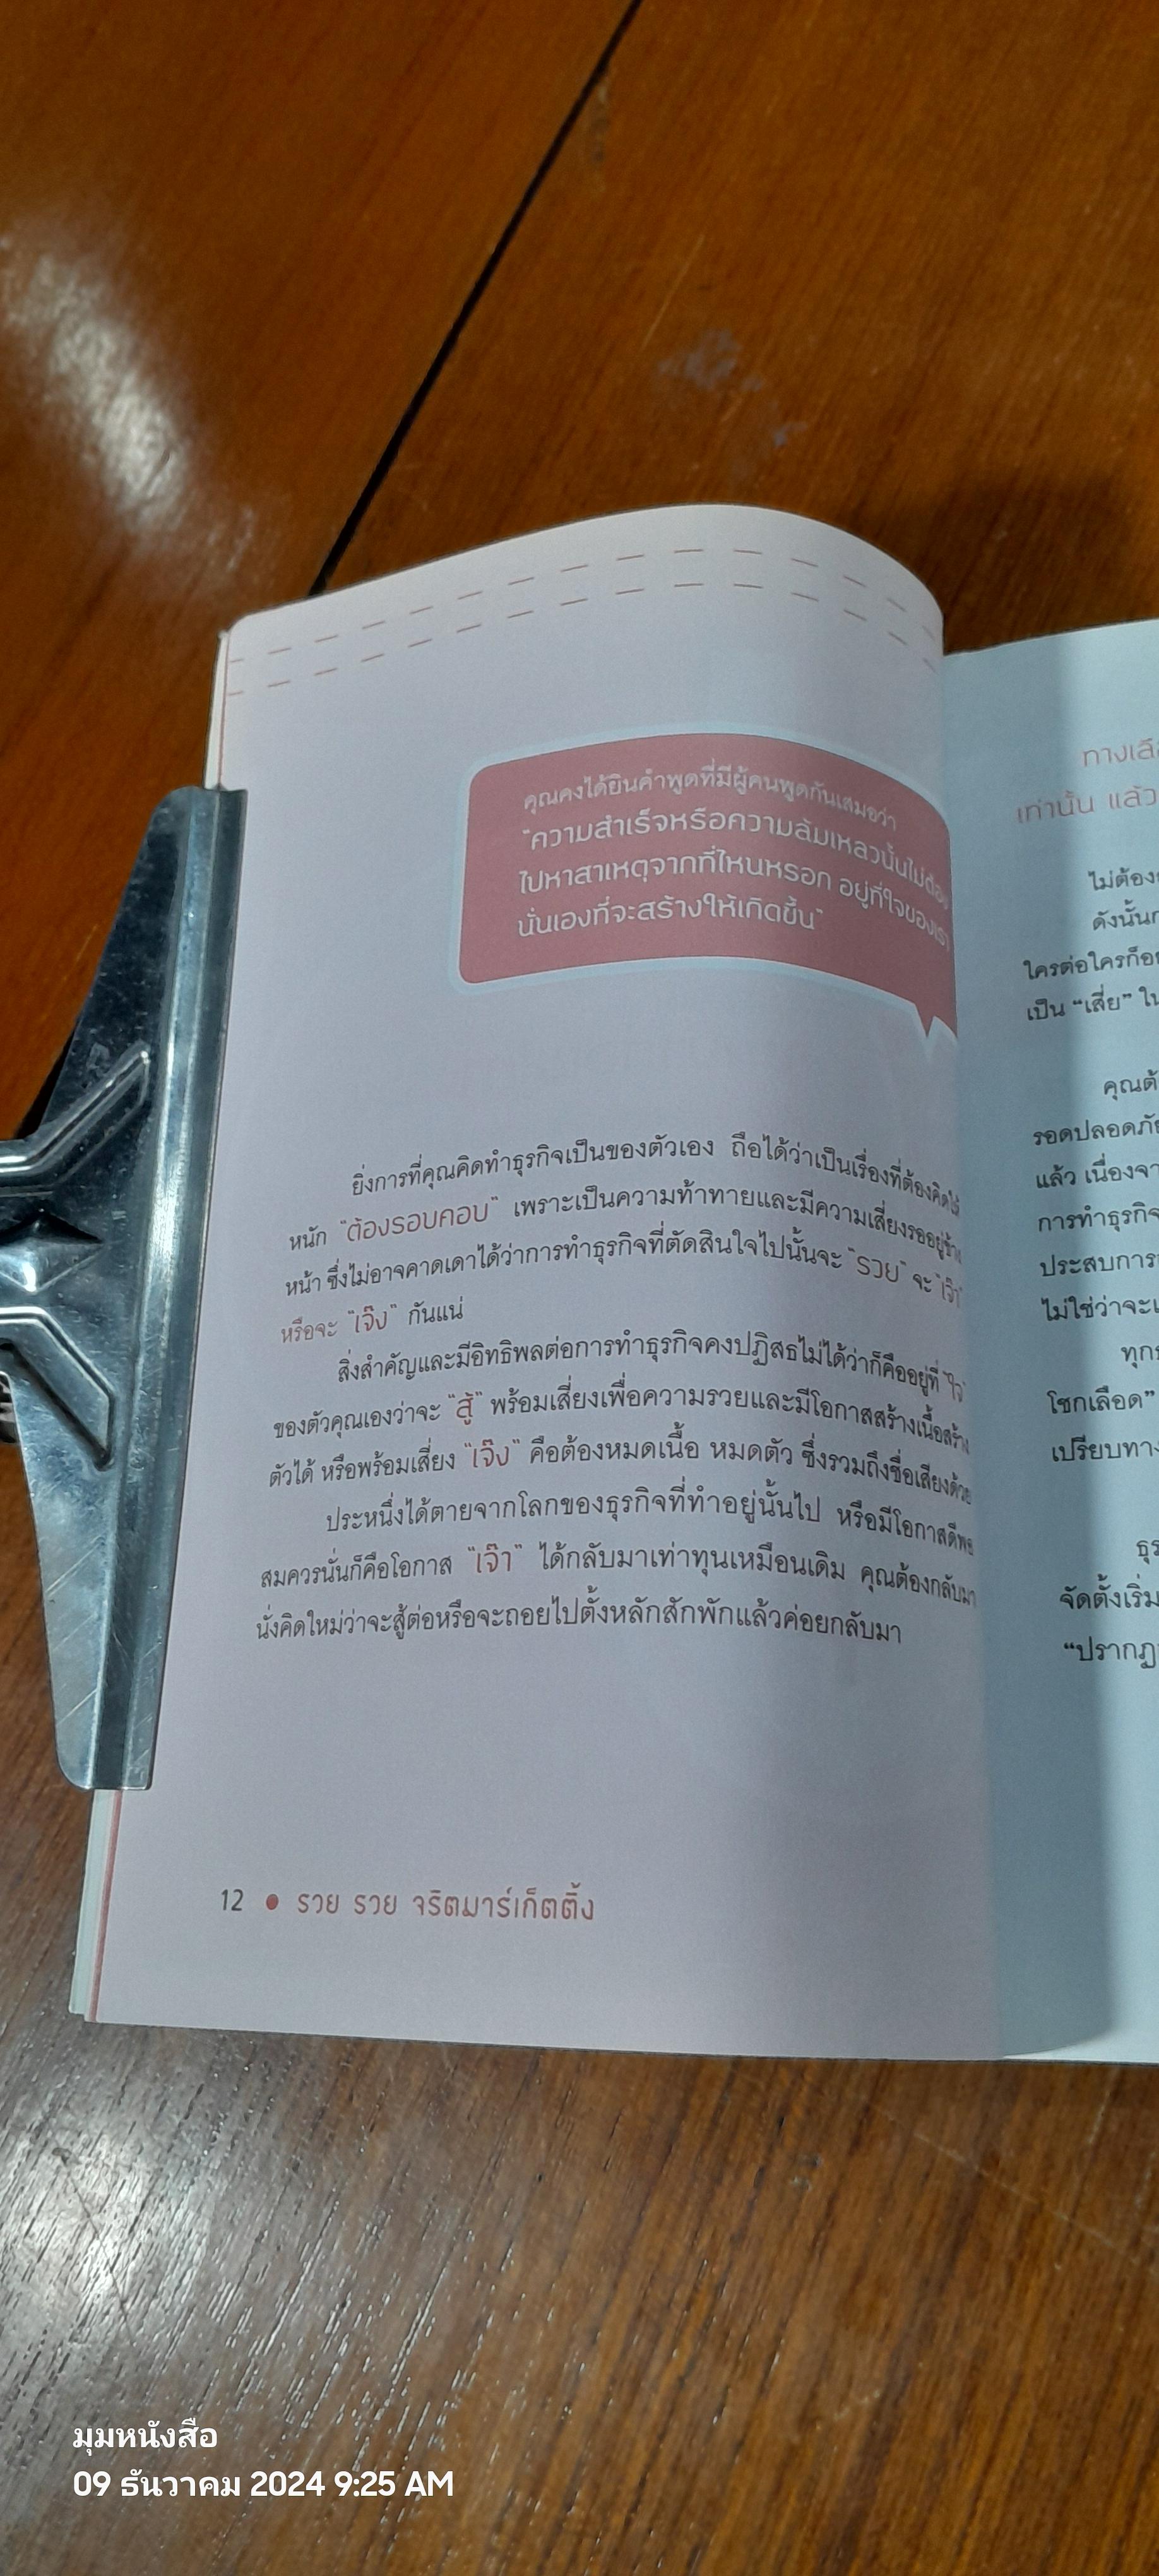 คุณคงได้ยินคำพูดที่มีผู้คนพูดกันเสมอว่า
"ความสำเร็จหรือความล้มเหลวนั้นไม่ต้อง
ไปหาสาเหตุจากที่ไหนหรอก อยู่ที่ใจของเรา
นั่นเองที่จะสร้างให้เกิดขึ้น"
ยิ่งการที่คุณคิดทำธุรกิจเป็นของตัวเอง ถือได้ว่าเป็นเรื่องที่ต้องคิดให้
หนัก "ต้องรอบคอบ" เพราะเป็นความท้าทายและมีความเสี่ยงรออยู่ข้าง
หน้า ซึ่งไม่อาจคาดเดาได้ว่าการทำธุรกิจที่ตัดสินใจไปนั้นจะ "รวย" จะ "เจ๊า"
หรือจะ "เจ๊ง" กันแน่
สิ่งสำคัญและมีอิทธิพลต่อการทำธุรกิจคงปฏิเสธไม่ได้ว่าก็คืออยู่ที่ "ใจ"
ของตัวคุณเองว่าจะ "สู้" พร้อมเสี่ยงเพื่อความรวยและมีโอกาสสร้างเนื้อสร้าง
ตัวได้ หรือพร้อมเสี่ยง "เจ๊ง" คือต้องหมดเนื้อ หมดตัว ซึ่งรวมถึงชื่อเสียงด้วย
ประหนึ่งได้ตายจากโลกของธุรกิจที่ทำอยู่นั้นไป หรือมีโอกาสดีพอ
สมควรนั่นก็คือโอกาส "เจ๊า" ได้กลับมาเท่าทุนเหมือนเดิม คุณต้องกลับมา
นั่งคิดใหม่ว่าจะสู้ต่อหรือจะถอยไปตั้งหลักสักพักแล้วค่อยกลับมา
12 ● รวย รวย จริตมาร์เก็ตติ้ง
เท่านั้น แล้ว
ไม่ต้อง
ใครต่อใครก็
เป็น "เสี่ย" ใน
รอดปลอดภัย
แล้ว เนื่องจา
การทำธุรกิจ
ประสบการ
ไม่ใช่ว่าจะ
โชกเลือด"
เปรียบทาง
จัดตั้งเริ่ม
"ปรากฏ
มุมหนังสือ
09 ธันวาคม 2024 9:25 AM